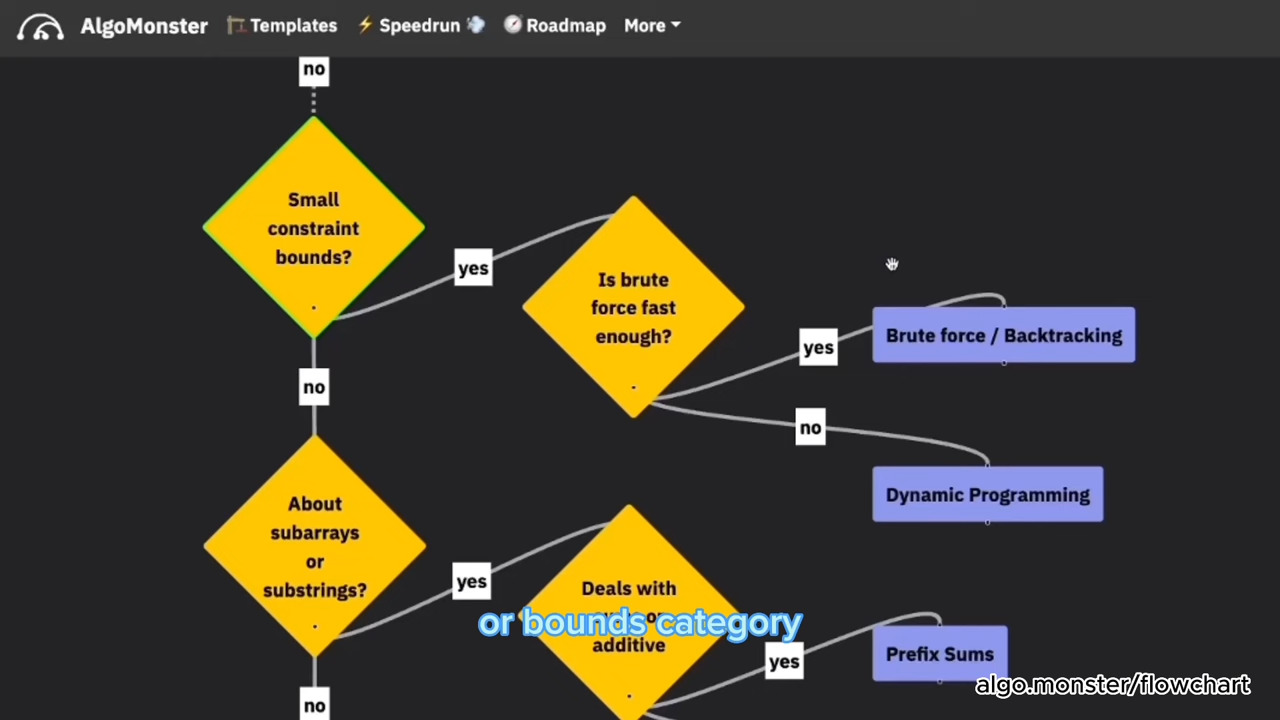 AlgoMonster
Templates
Speedrun
Roadmap
More
no
Small
constraint
bounds?
yes
Is brute
force fast
enough?
yes
Brute force / Backtracking
no
no
Dynamic Programming
About
subarrays
or
substrings?
yes
Deals with
or
additive
or bounds category
yes
Prefix Sums
no
algo.monster/flowchart